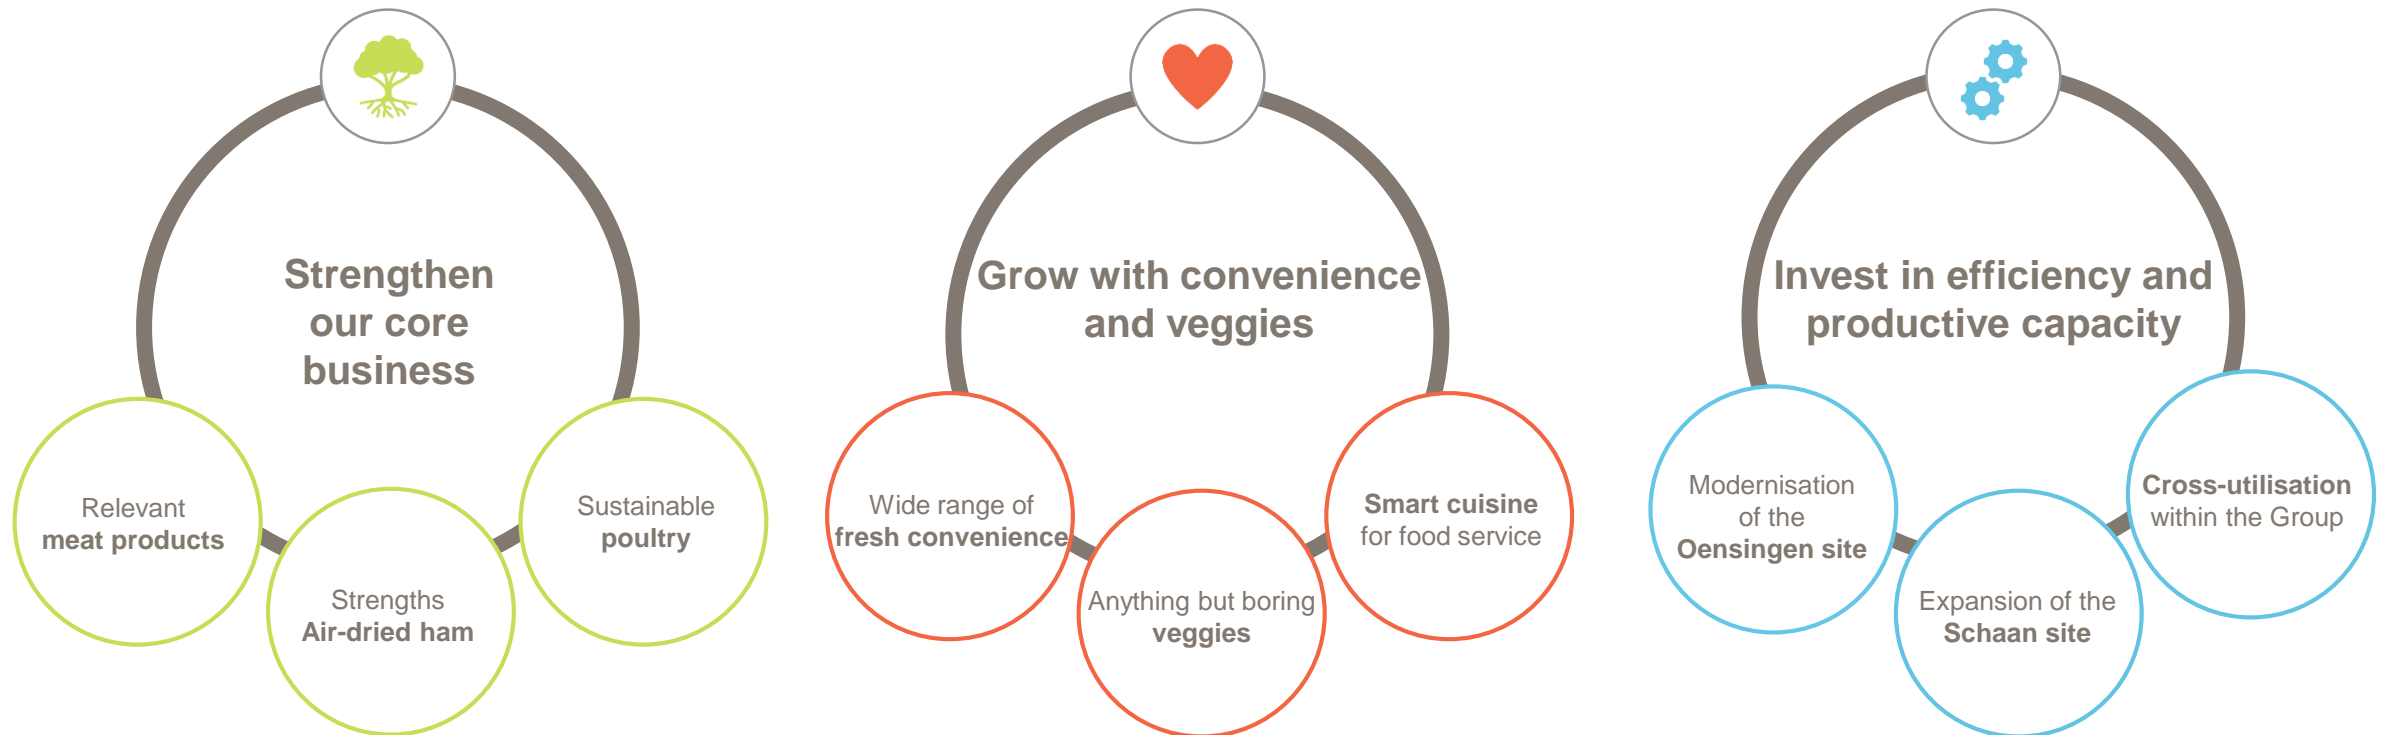 Strengthen
our core
business
Relevant
meat products
Strengths
Air-dried ham
Sustainable
poultry
Grow with convenience
and veggies
Wide range of
fresh convenience
Anything but boring
veggies
Smart cuisine
for food service
Invest in efficiency and
productive capacity
Modernisation
of the
Oensingen site
Expansion of the
Schaan site
Cross-utilisation
within the Group